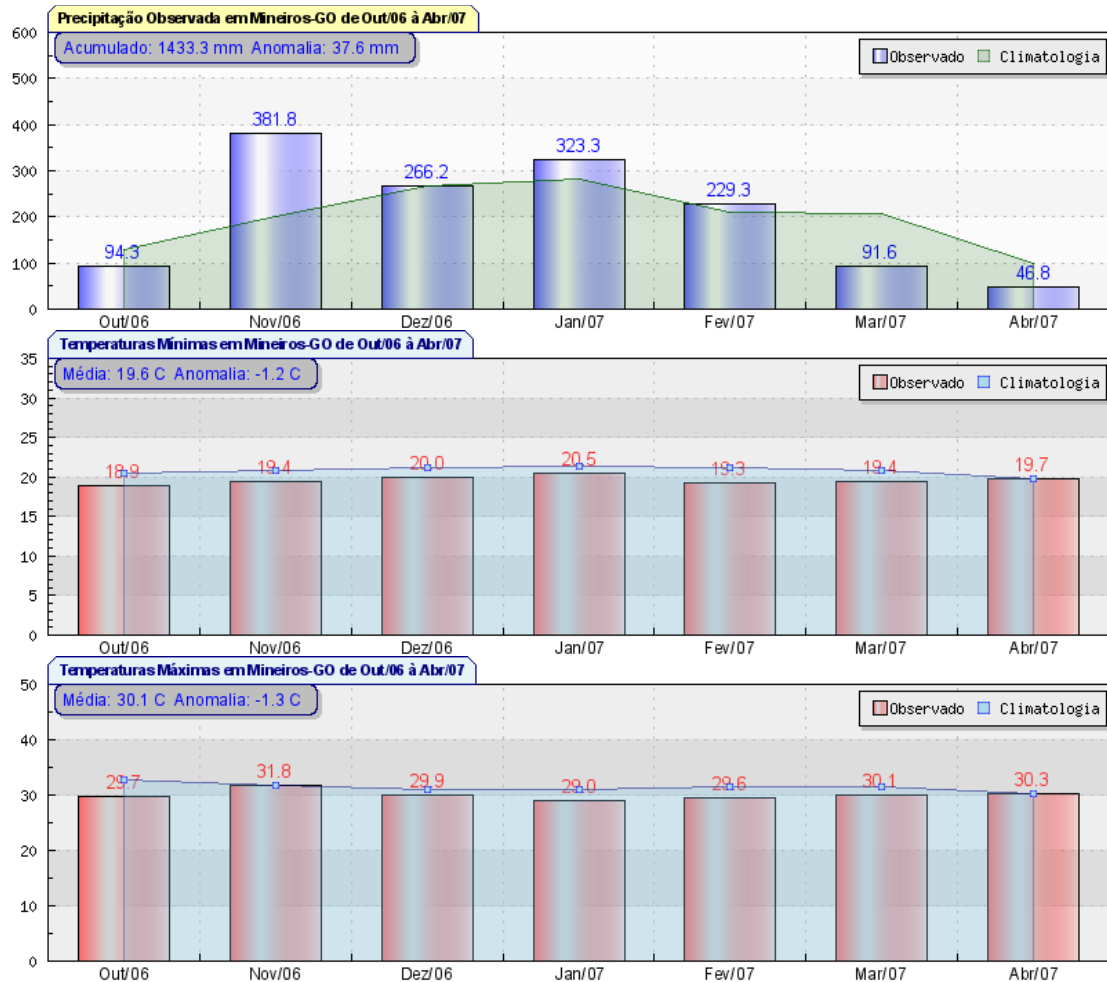 Precipitação Observada em Mineiros-GO de Out/06 à Abr/07
Acumulado: 1433.3 mm Anomalia: 37.6 mm
Observado Climatologia
600
500
400
300
200
100
0
94.3 381.8 266.2 323.3 229.3 91.6 46.8
Out/06 Nov/06 Dez/06 Jan/07 Fev/07 Mar/07 Abr/07
Temperaturas Mínimas em Mineiros-GO de Out/06 à Abr/07
Média: 19.6 C Anomalia: -1.2 C
Observado Climatologia
35
30
25
20
15
10
5
0
18.9 19.4 20.0 20.5 19.3 19.4 19.7
Out/06 Nov/06 Dez/06 Jan/07 Fev/07 Mar/07 Abr/07
Temperaturas Máximas em Mineiros-GO de Out/06 à Abr/07
Média: 30.1 C Anomalia: -1.3 C
Observado Climatologia
50
40
30
20
10
0
29.7 31.8 29.9 29.0 29.6 30.1 30.3
Out/06 Nov/06 Dez/06 Jan/07 Fev/07 Mar/07 Abr/07